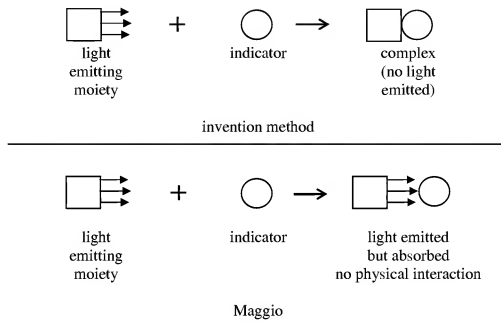 light
emitting
moiety
+
indicator
complex
(no light
emitted)
invention method
light
emitting
moiety
+
indicator
light emitted
but absorbed
no physical interaction
Maggio